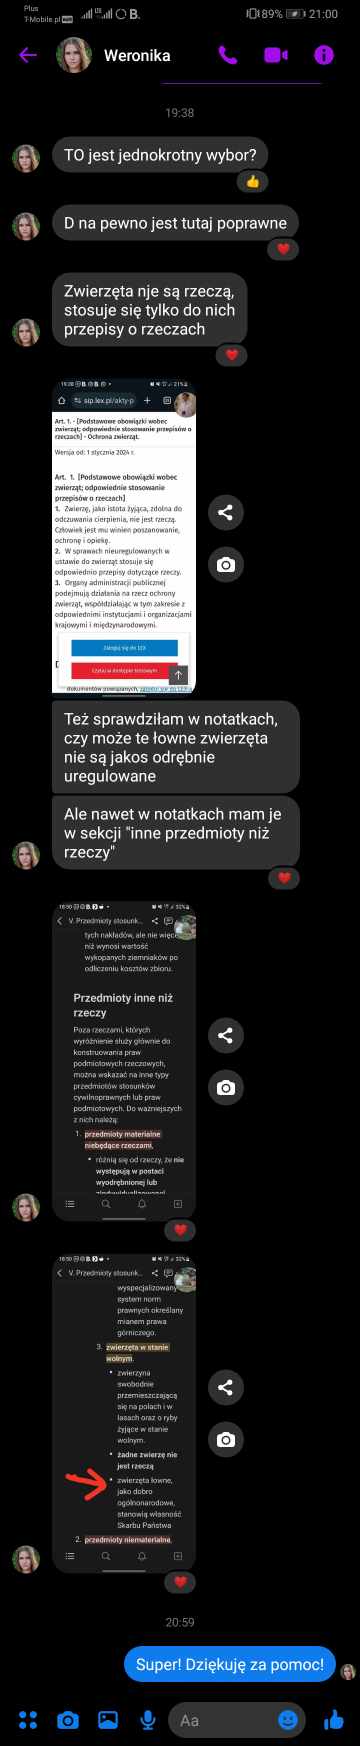 Plus
T-Mobile.pl
B.
89%
21:00
Weronika
19:38
TO jest jednokrotny wybor?
D na pewno jest tutaj poprawne
Zwierzęta nje są rzeczą,
stosuje się tylko do nich
przepisy o rzeczach
sip.lex.pl/akty-p
Art. 1. - [Podstawowe obowiązki wobec
zwierząt; odpowiednie stosowanie przepisów o
rzeczach] - Ochrona zwierząt.
Wersja od: 1 stycznia 2024 r.
Art. 1. [Podstawowe obowiązki wobec
zwierząt; odpowiednie stosowanie
przepisów o rzeczach]
1. Zwierzę, jako istota żyjąca, zdolna do
odczuwania cierpienia, nie jest rzeczą.
Człowiek jest mu winien poszanowanie,
ochronę i opiekę.
2. W sprawach nieuregulowanych w
ustawie do zwierząt stosuje się
odpowiednio przepisy dotyczące rzeczy.
3. Organy administracji publicznej
podejmują działania na rzecz ochrony
zwierząt, współdziałając w tym zakresie z
odpowiednimi instytucjami i organizacjami
krajowymi i międzynarodowymi.
Zaloguj się do LEX
Czytaj w dostępie testowym
dokumentów powiązanych,
Też sprawdziłam w notatkach,
czy może te łowne zwierzęta
nie są jakos odrębnie
uregulowane
Ale nawet w notatkach mam je
w sekcji "inne przedmioty niż
rzeczy"
V. Przedmioty stosunk...
tych nakładów, ale nie więc
niż wynosi wartość
wykopanych ziemniaków po
odliczeniu kosztów zbioru.
Przedmioty inne niż
rzeczy
Poza rzeczami, których
wyróżnienie służy głównie do
konstruowania praw
podmiotowych rzeczowych,
można wskazać na inne typy
przedmiotów stosunków
cywilnoprawnych lub praw
podmiotowych. Do ważniejszych
z nich należą:
1. przedmioty materialne
niebędące rzeczami,
różnią się od rzeczy, że nie
występują w postaci
wyodrębnionej lub
V. Przedmioty stosunk...
wyspecjalizowany
system norm
prawnych określany
mianem prawa
górniczego.
3. zwierzęta w stanie
wolnym.
zwierzyna
swobodnie
przemieszczającą
się na polach i w
lasach oraz o ryby
żyjące w stanie
wolnym.
żadne zwierzę nie
jest rzeczą
zwierzęta łowne,
jako dobro
ogólnonarodowe,
stanowią własność
Skarbu Państwa
2. przedmioty niematerialne,
20:59
Super! Dziękuję za pomoc!
Aa